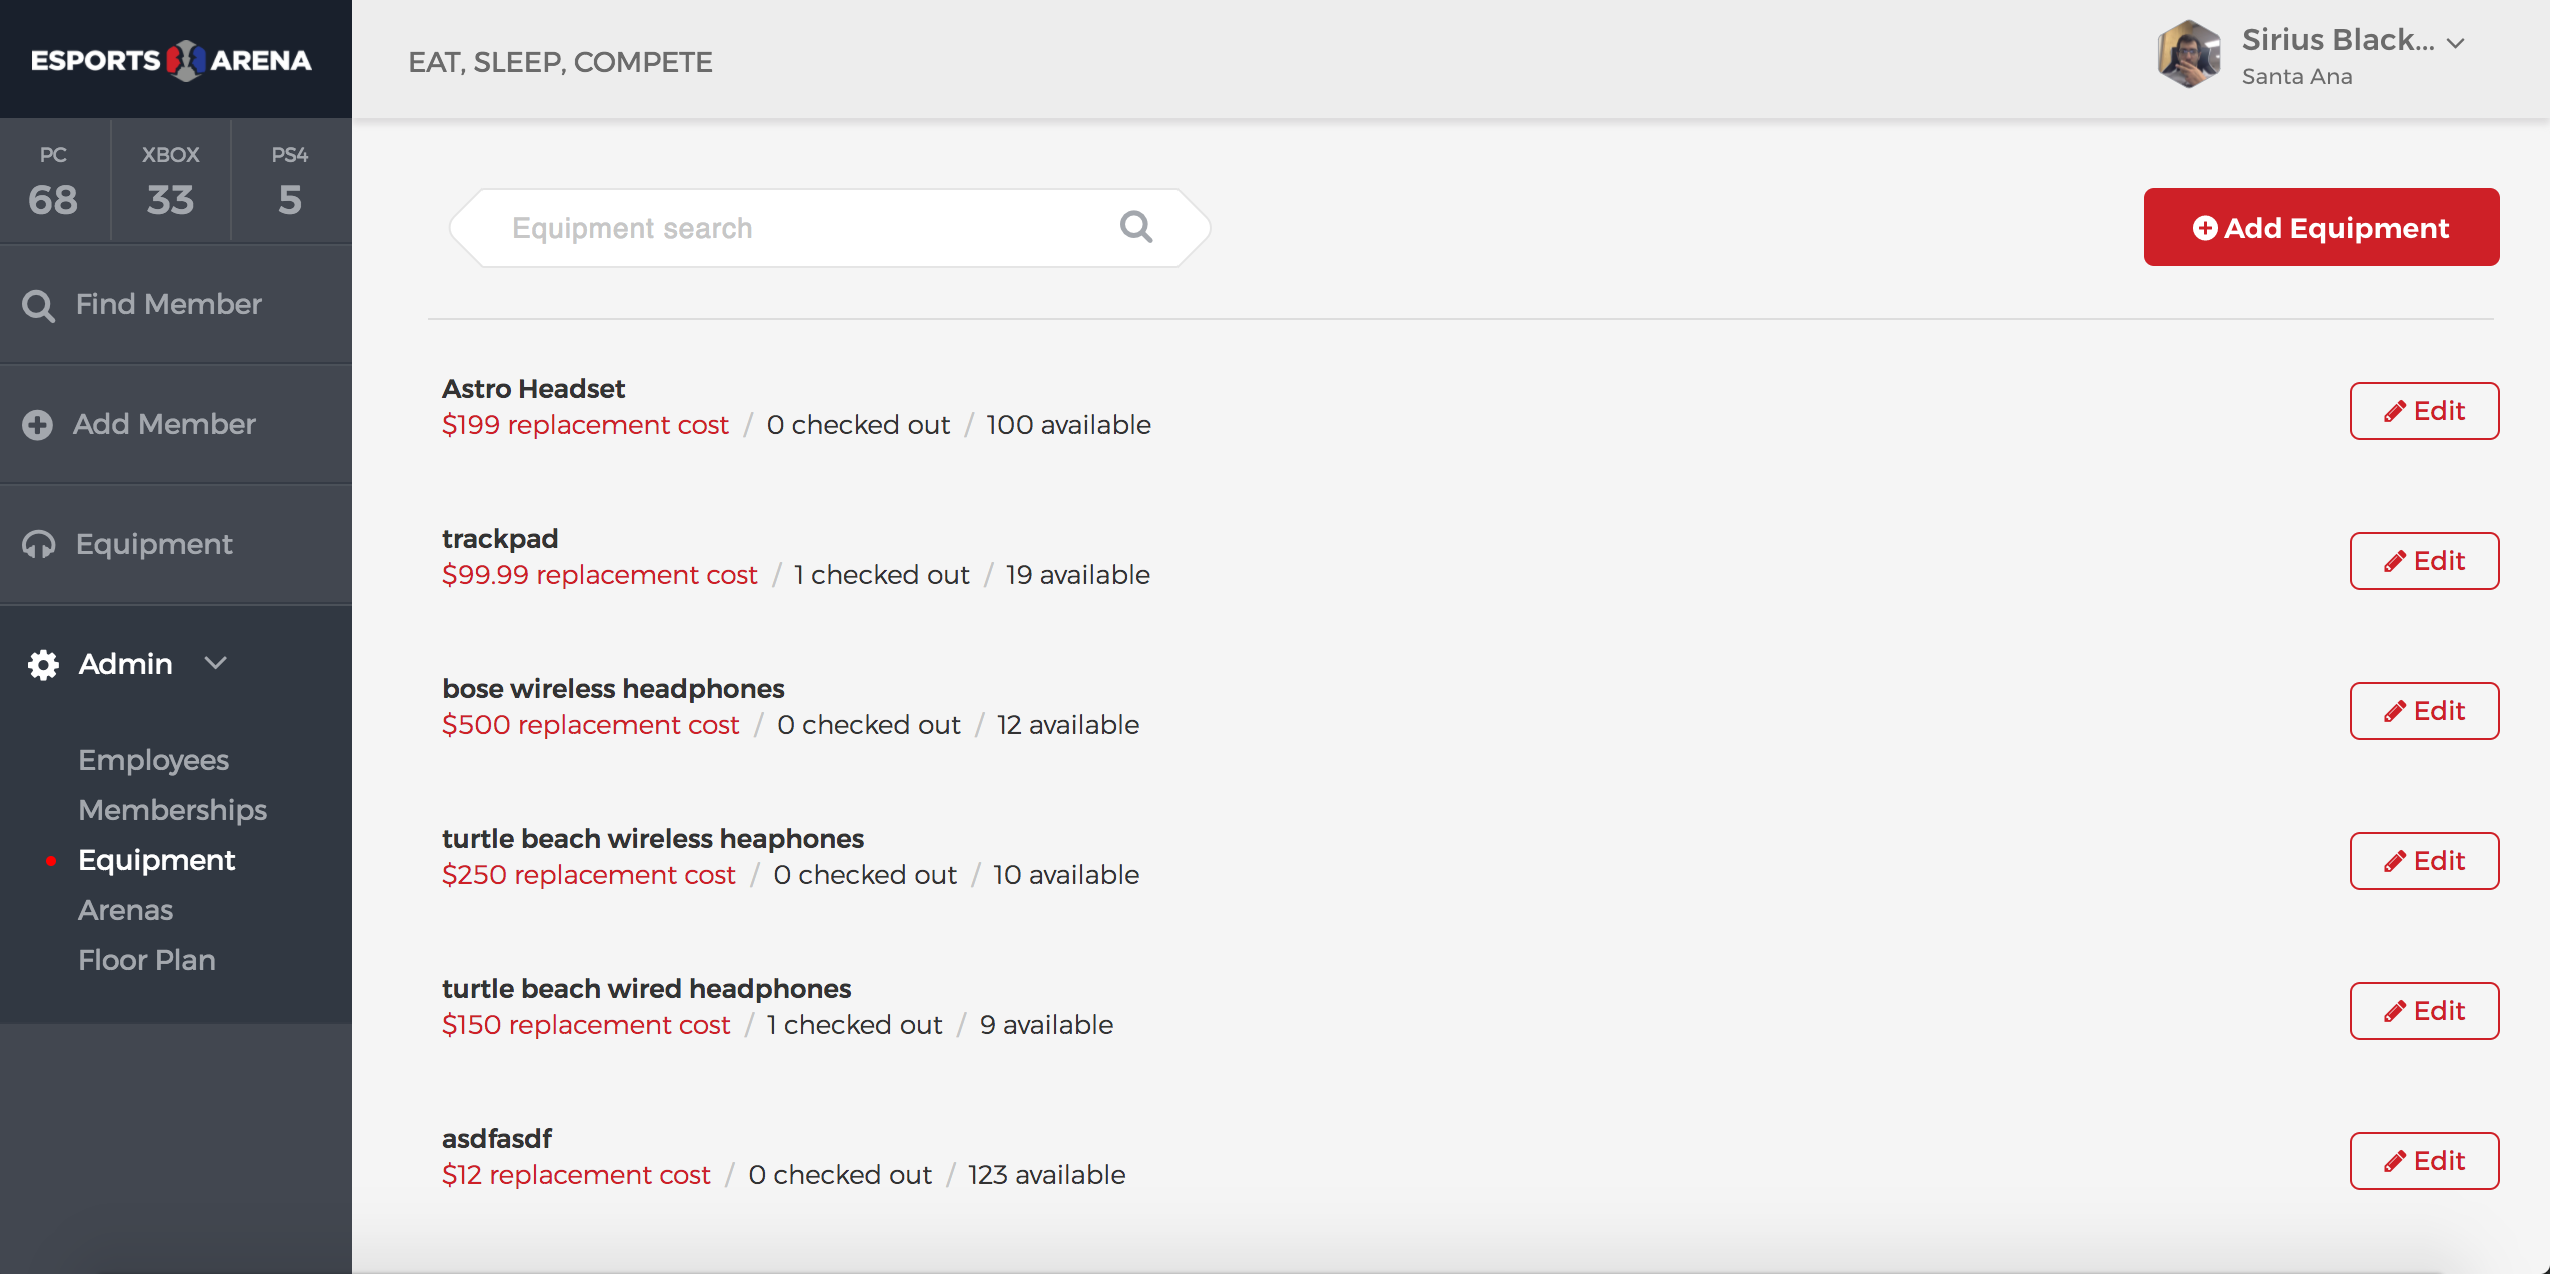 ESPORTS ARENA
EAT, SLEEP, COMPETE
Sirius Black...
Santa Ana
PC
68
XBOX
33
PS4
5
Find Member
Add Member
Equipment
Admin
Employees
Memberships
Equipment
Arenas
Floor Plan
Equipment search
Add Equipment
Astro Headset
$199 replacement cost / 0 checked out / 100 available
Edit
trackpad
$99.99 replacement cost / 1 checked out / 19 available
Edit
bose wireless headphones
$500 replacement cost / 0 checked out / 12 available
Edit
turtle beach wireless heaphones
$250 replacement cost / 0 checked out / 10 available
Edit
turtle beach wired headphones
$150 replacement cost / 1 checked out / 9 available
Edit
asdfasdf
$12 replacement cost / 0 checked out / 123 available
Edit